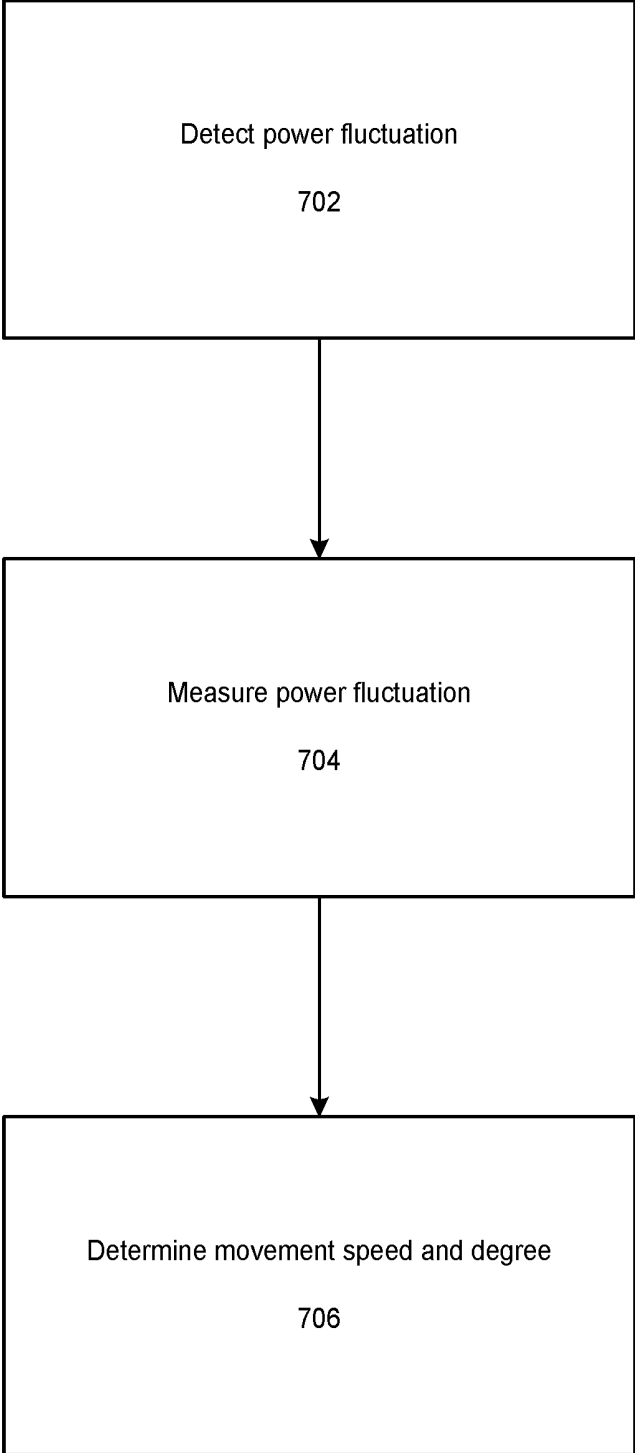 Detect power fluctuation
702
Measure power fluctuation
704
Determine movement speed and degree
706